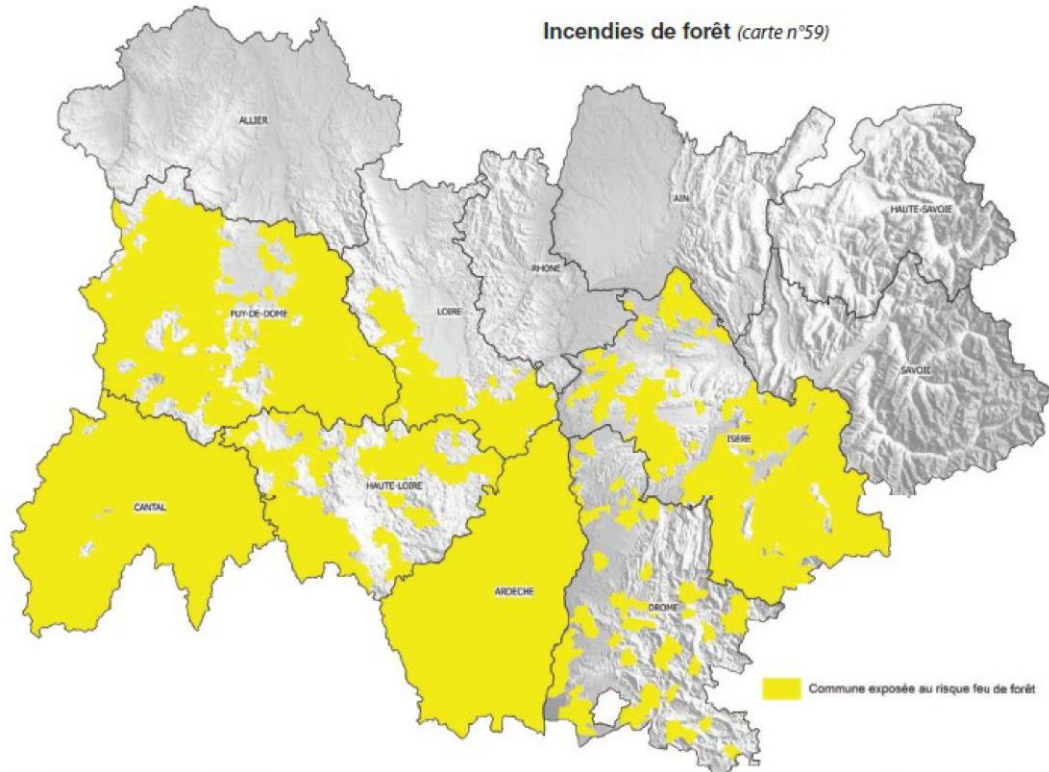 Incendies de forêt (carte n°59)
ALLIER
AIN
HAUTE-SAVOIE
RHONE
PUY-DE-DOME
LOIRE
SAVOIE
ISERE
HAUTE-LOIRE
CANTAL
ARDECHE
DROME
Commune exposée au risque feu de forêt